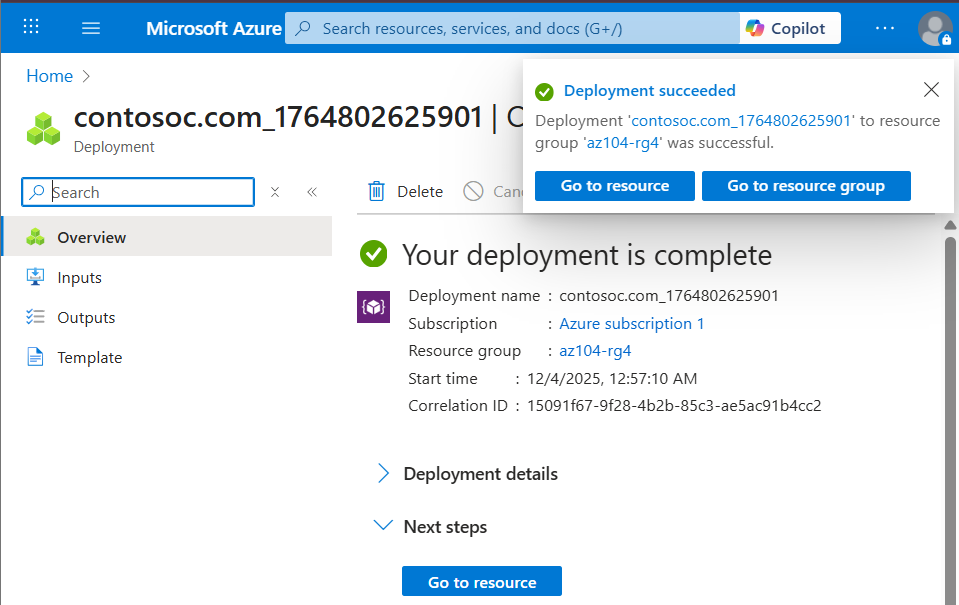 Microsoft Azure
Search resources, services, and docs (G+/)
Copilot
Home
contosoc.com_1764802625901 |
Deployment
Deployment succeeded
Deployment 'contosoc.com_1764802625901' to resource
group 'az104-rg4' was successful.
Go to resource
Go to resource group
Search
Delete
Overview
Inputs
Outputs
Template
Your deployment is complete
Deployment name : contosoc.com_1764802625901
Subscription : Azure subscription 1
Resource group : az104-rg4
Start time : 12/4/2025, 12:57:10 AM
Correlation ID : 15091f67-9f28-4b2b-85c3-ae5ac91b4cc2
Deployment details
Next steps
Go to resource